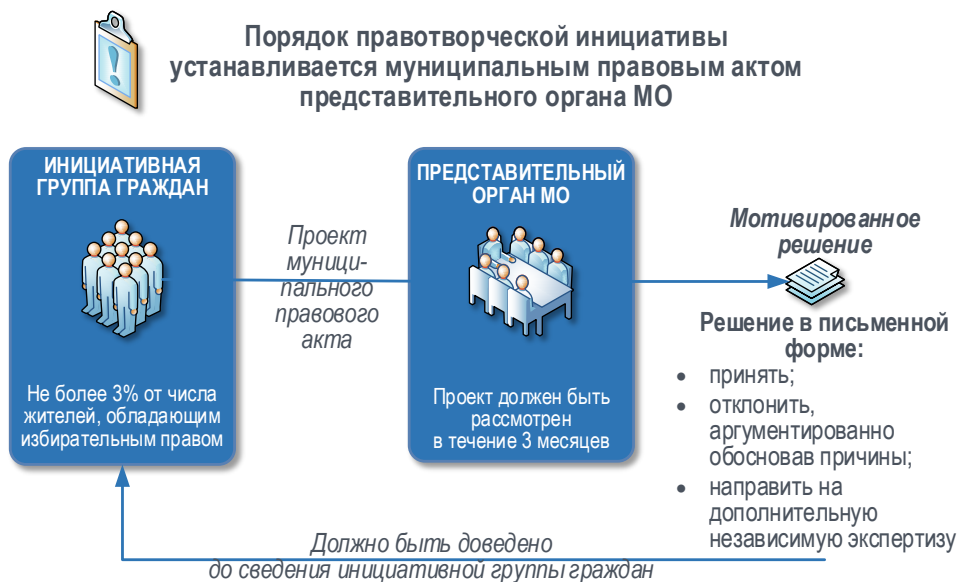 Порядок правотворческой инициативы
устанавливается муниципальным правовым актом
представительного органа МО
ИНИЦИАТИВНАЯ
ГРУППА ГРАЖДАН
Не более 3% от числа
жителей, обладающим
избирательным правом
Проект
муници-
пального
правового
акта
ПРЕДСТАВИТЕЛЬНЫЙ
ОРГАН МО
Проект должен быть
рассмотрен
в течение 3 месяцев
Мотивированное
решение
Решение в письменной
форме:
• принять;
• отклонить,
аргументированно
обосновав причины;
• направить на
дополнительную
независимую экспертизу
Должно быть доведено
до сведения инициативной группы граждан